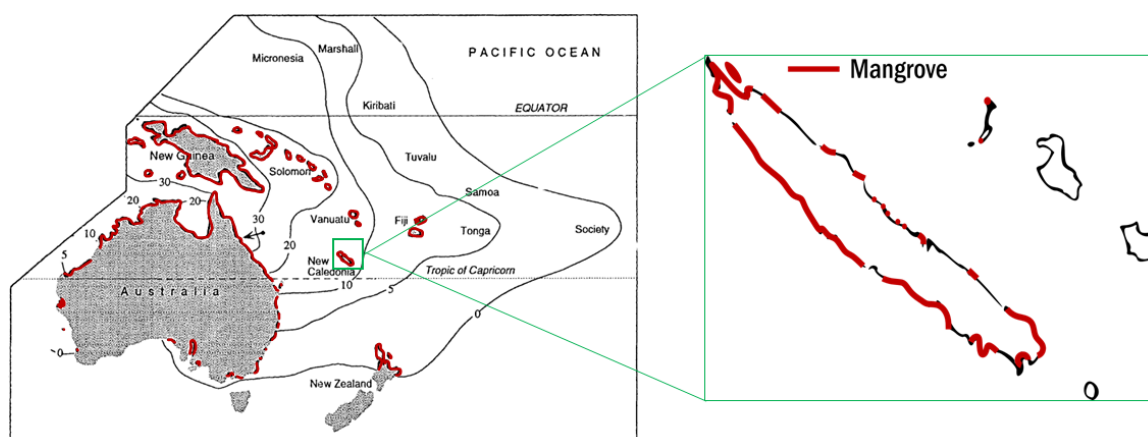 Marshall
PACIFIC OCEAN
Micronesia
Mangrove
Kiribati
EQUATOR
New Guinea
Tuvalu
Solomon
30
Samoa
20
20
Vanuatu
Fiji
30
10
Tonga
Society
20
5
New
Caledonia
Tropic of Capricorn
10
Australia
5
0
0
New Zealand